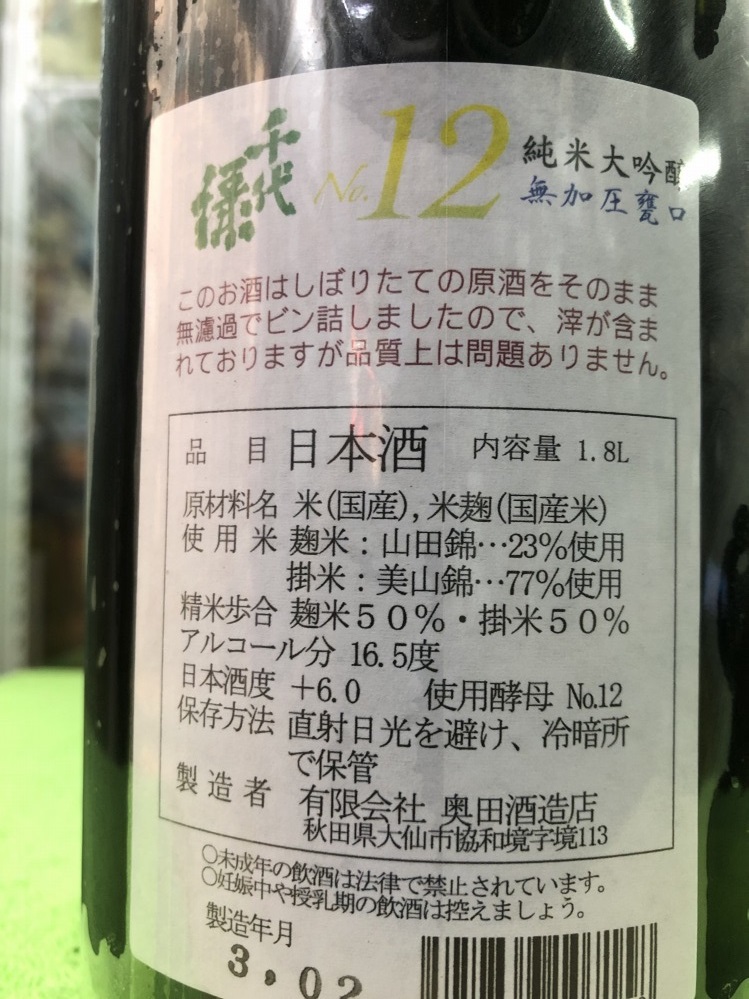 千代緑
No.12
純米大吟醸
無加圧甕口
このお酒はしぼりたての原酒をそのまま
無濾過でビン詰しましたので、滓が含ま
れておりますが品質上は問題ありません。
品 目 日本酒 内容量 1.8L
原材料名 米(国産),米麹(国産米)
使用米 麹米:山田錦…23%使用
掛米:美山錦…77%使用
精米歩合 麹米50%・掛米50%
アルコール分 16.5度
日本酒度 +6.0 使用酵母 No.12
保存方法 直射日光を避け、冷暗所
で保管
製造者 有限会社 奥田酒造店
秋田県大仙市協和境字境113
○未成年の飲酒は法律で禁止されています。
○妊娠中や授乳期の飲酒は控えましょう。
製造年月
3,02